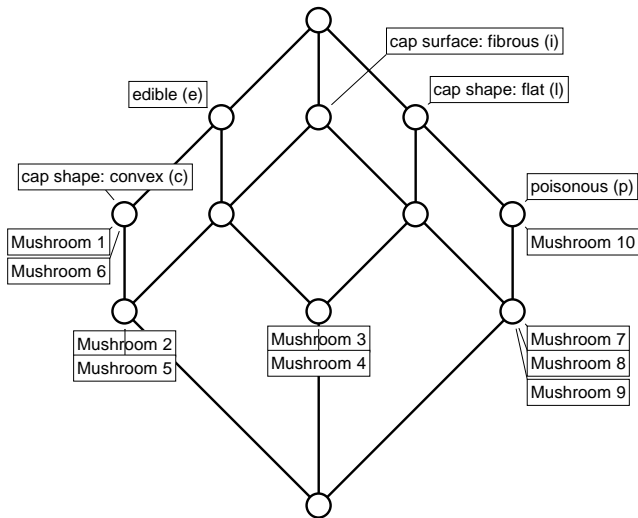 cap surface: fibrous (i)
edible (e)
cap shape: flat (l)
cap shape: convex (c)
poisonous (p)
Mushroom 1
Mushroom 6
Mushroom 10
Mushroom 2
Mushroom 5
Mushroom 3
Mushroom 4
Mushroom 7
Mushroom 8
Mushroom 9